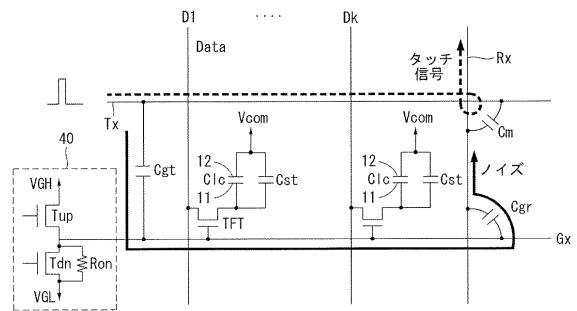 D1
····
Dk
Data
タッチ
信号
Rx
Tx
Cm
40
Vcom
Vcom
VGH
Cgt
12
Clc
Cst
11
12
Clc
Cst
11
ノイズ
Tup
TFT
Cgr
Gx
Tdn
Ron
VGL